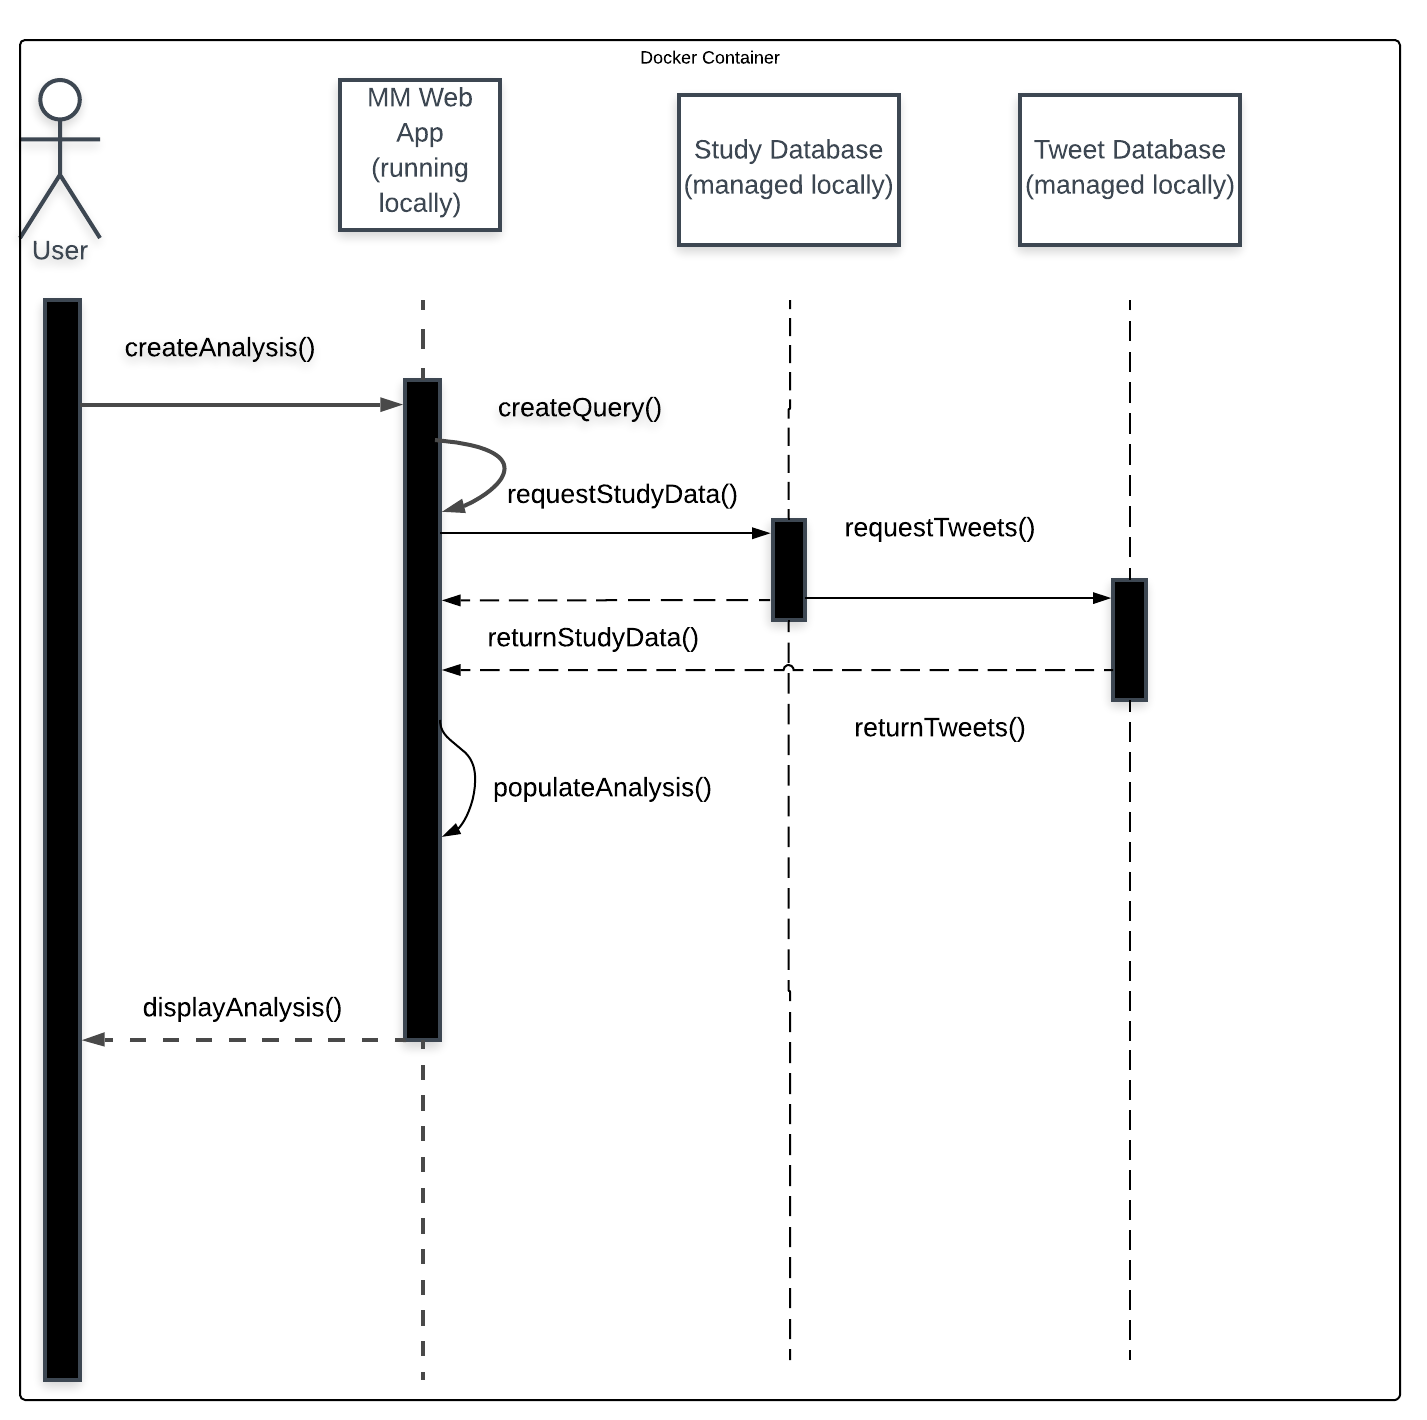 Docker Container
MM Web
App
(running
locally)
Study Database
(managed locally)
Tweet Database
(managed locally)
User
createAnalysis()
createQuery()
requestStudyData()
requestTweets()
returnStudyData()
returnTweets()
populateAnalysis()
displayAnalysis()